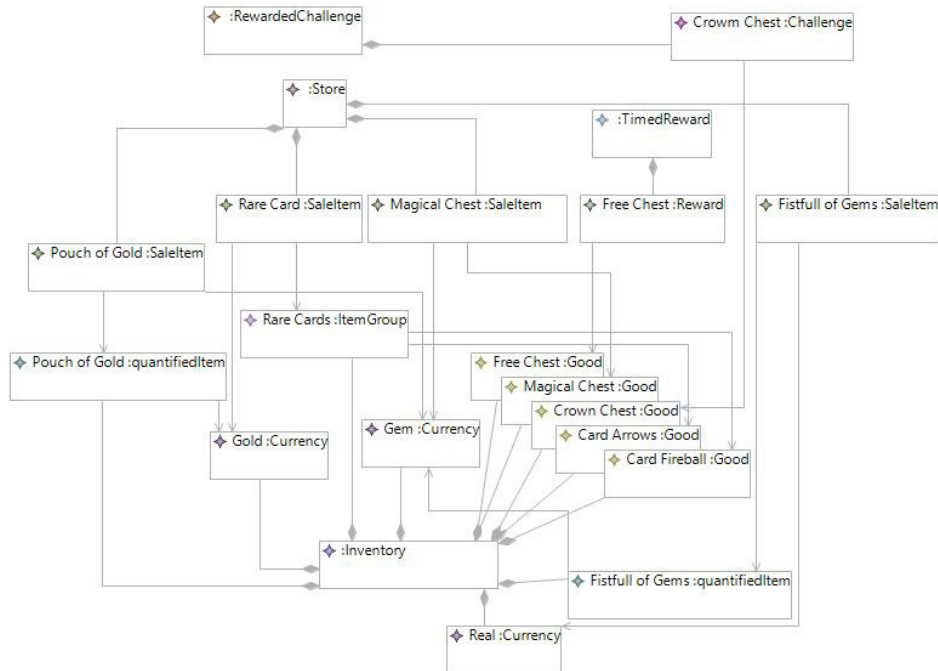 :RewardedChallenge
Crowm Chest :Challenge
:Store
:TimedReward
Rare Card :SaleItem
Magical Chest :SaleItem
Free Chest :Reward
Fistfull of Gems :SaleItem
Pouch of Gold :SaleItem
Rare Cards :ItemGroup
Pouch of Gold :quantifiedItem
Free Chest :Good
Magical Chest :Good
Crown Chest :Good
Gold :Currency
Gem :Currency
Card Arrows :Good
Card Fireball :Good
:Inventory
Fistfull of Gems :quantifiedItem
Real :Currency